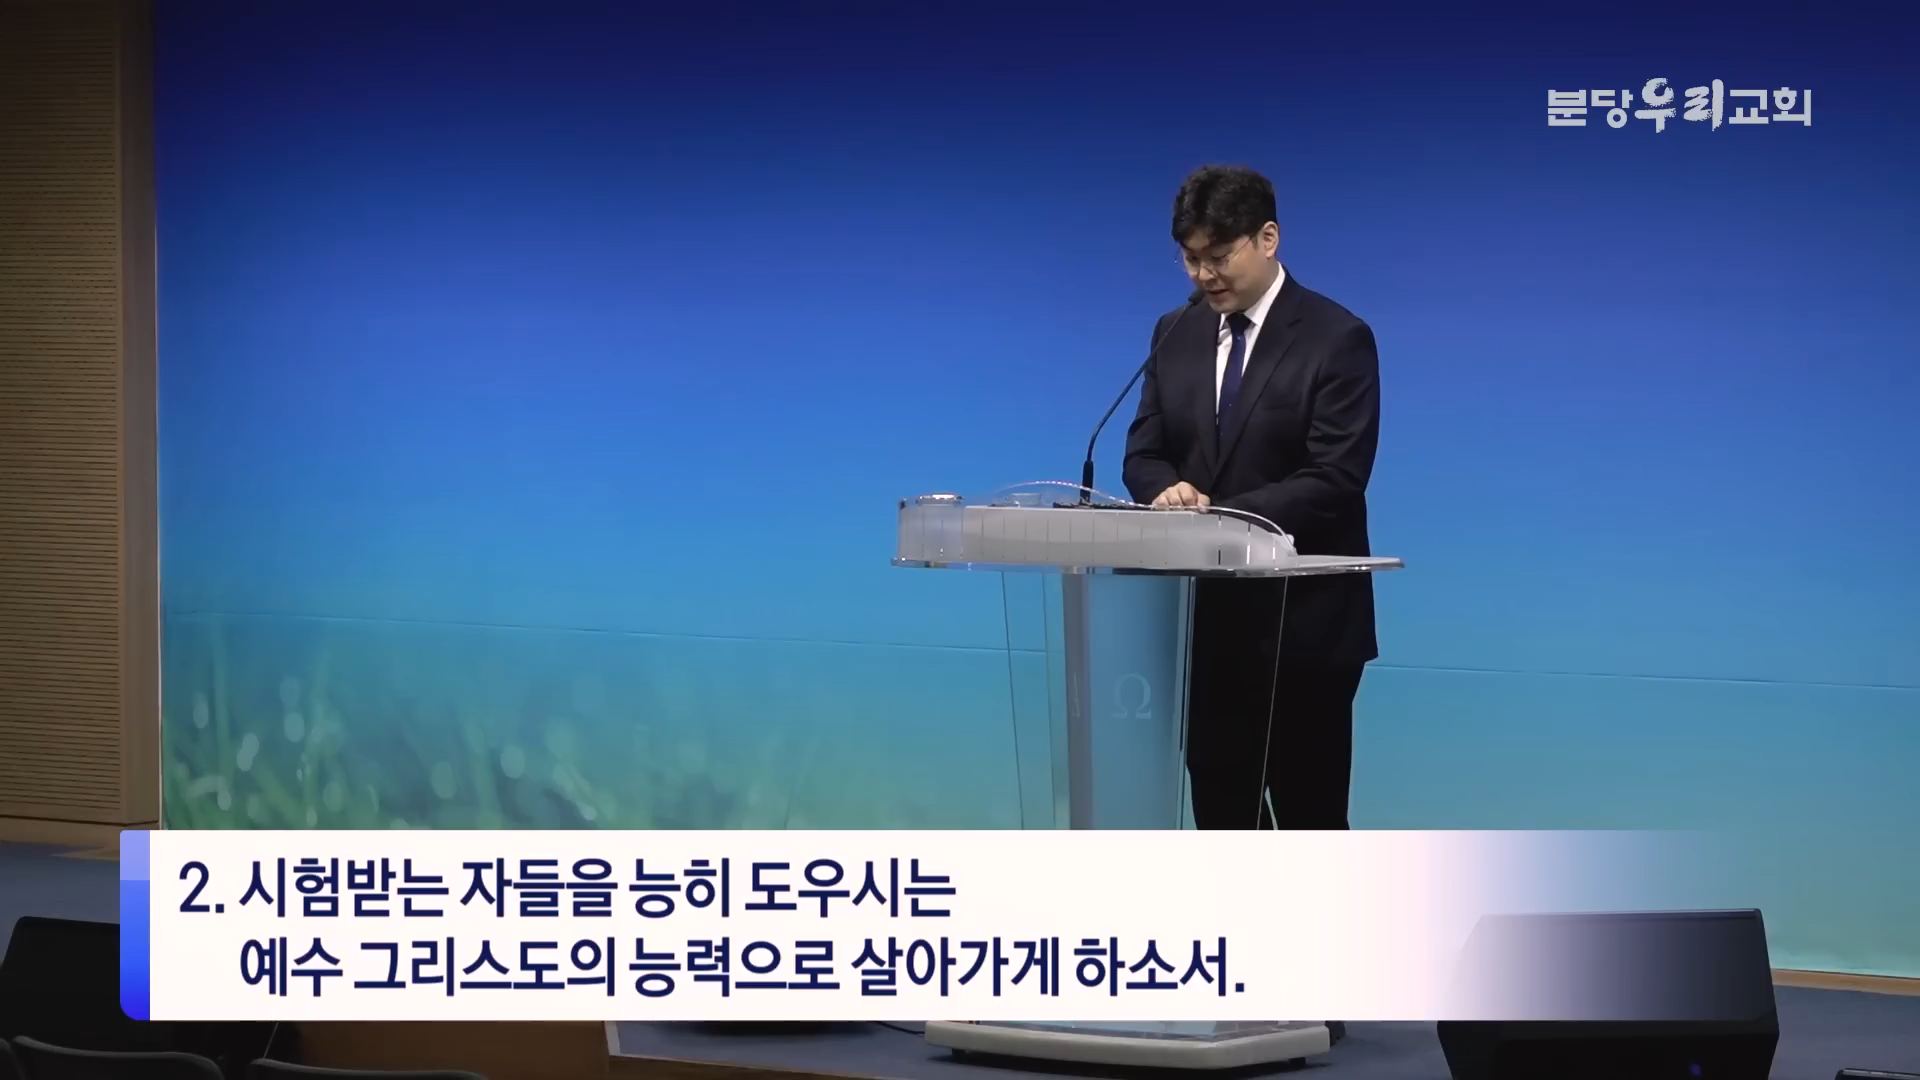 분당우리교회
Ω
2. 시험받는 자들을 능히 도우시는
예수 그리스도의 능력으로 살아가게 하소서.